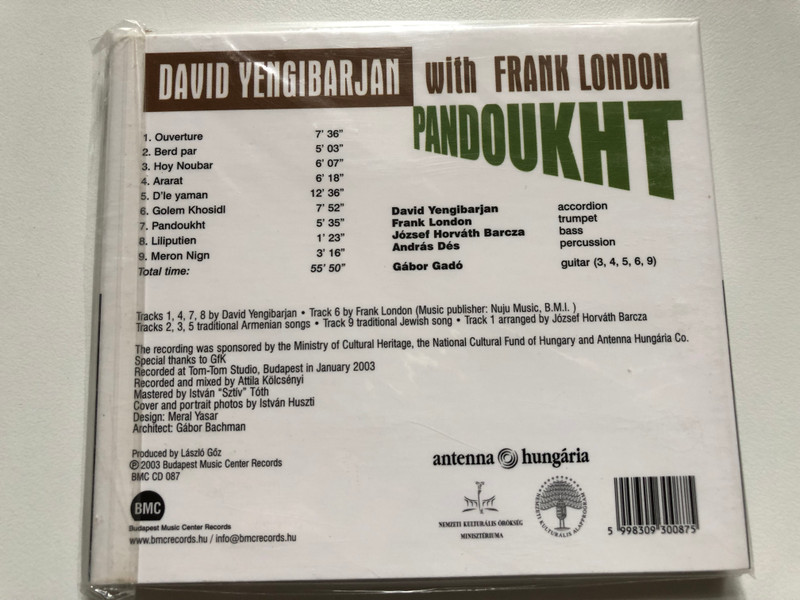 DAVID YENGIBARJAN with FRANK LONDON
PANDOUKHT
1. Ouverture 7' 36"
2. Berd par 5' 03"
3. Hoy Noubar 6' 07"
4. Ararat 6' 18"
5. D'le yaman 12' 36"
6. Golem Khosidl 7' 52"
7. Pandoukht 5' 35"
8. Liliputien 1' 23"
9. Meron Nign 3' 16"
Total time: 55' 50"
David Yengibarjan accordion
Frank London trumpet
József Horváth Barcza bass
András Dés percussion
Gábor Gadó guitar (3, 4, 5, 6, 9)
Tracks 1, 4, 7, 8 by David Yengibarjan • Track 6 by Frank London (Music publisher: Nuju Music, B.M.I. )
Tracks 2, 3, 5 traditional Armenian songs • Track 9 traditional Jewish song • Track 1 arranged by József Horváth Barcza
The recording was sponsored by the Ministry of Cultural Heritage, the National Cultural Fund of Hungary and Antenna Hungária Co.
Special thanks to GfK
Recorded at Tom-Tom Studio, Budapest in January 2003
Recorded and mixed by Attila Kölcsényi
Mastered by István "Sztív" Tóth
Cover and portrait photos by István Huszti
Design: Meral Yasar
Architect: Gábor Bachman
Produced by László Gőz
℗ 2003 Budapest Music Center Records
BMC CD 087
antenna hungária
BMC
Budapest Music Center Records
www.bmcrecords.hu / info@bmcrecords.hu
NEMZETI KULTURÁLIS ÖRÖKSÉG
MINISZTÉRIUMA
NEMZETI KULTURÁLIS ALAPPROGRAM
5 998309 300875